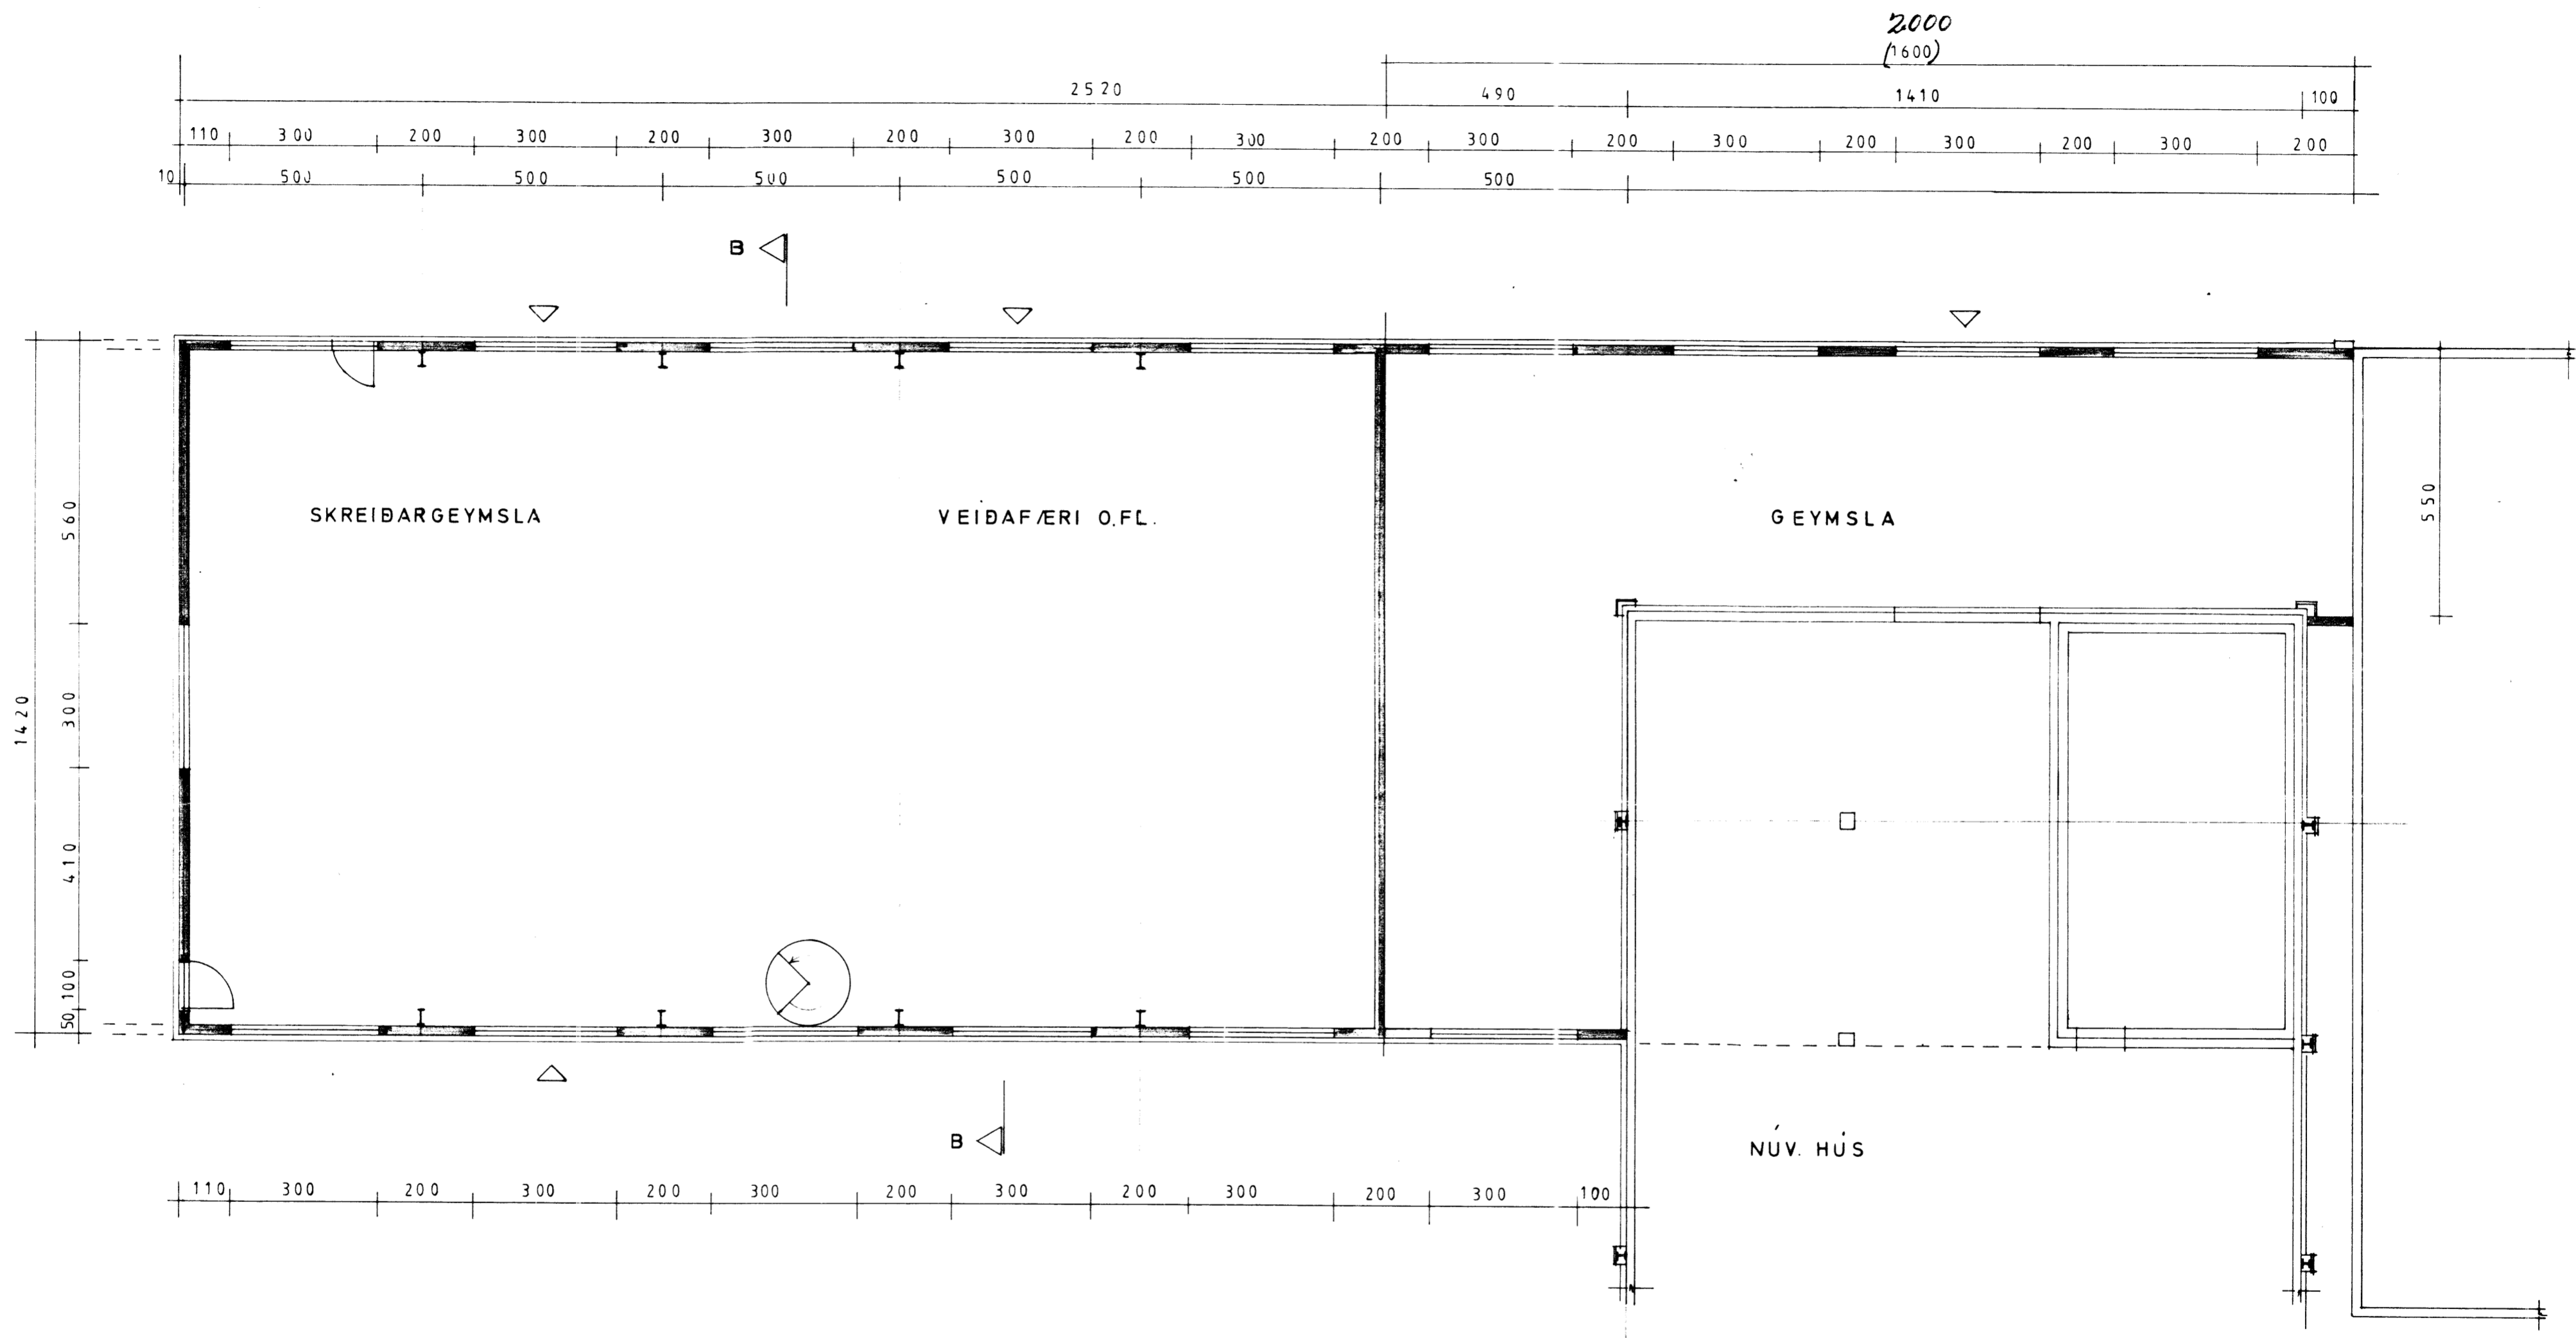 2000
(1600)
2520 490 1410 100
110 300 200 300 200 300 200 300 200 300 200 300 200 300 200 300 200 300 200
10 500 500 500 500 500 500
B
SKREIÐARGEYMSLA VEIÐAFÆRI O.FL. GEYMSLA
1420
560
300
410
100
50
550
B
NÚV. HÚS
110 300 200 300 200 300 200 300 200 300 200 300 100